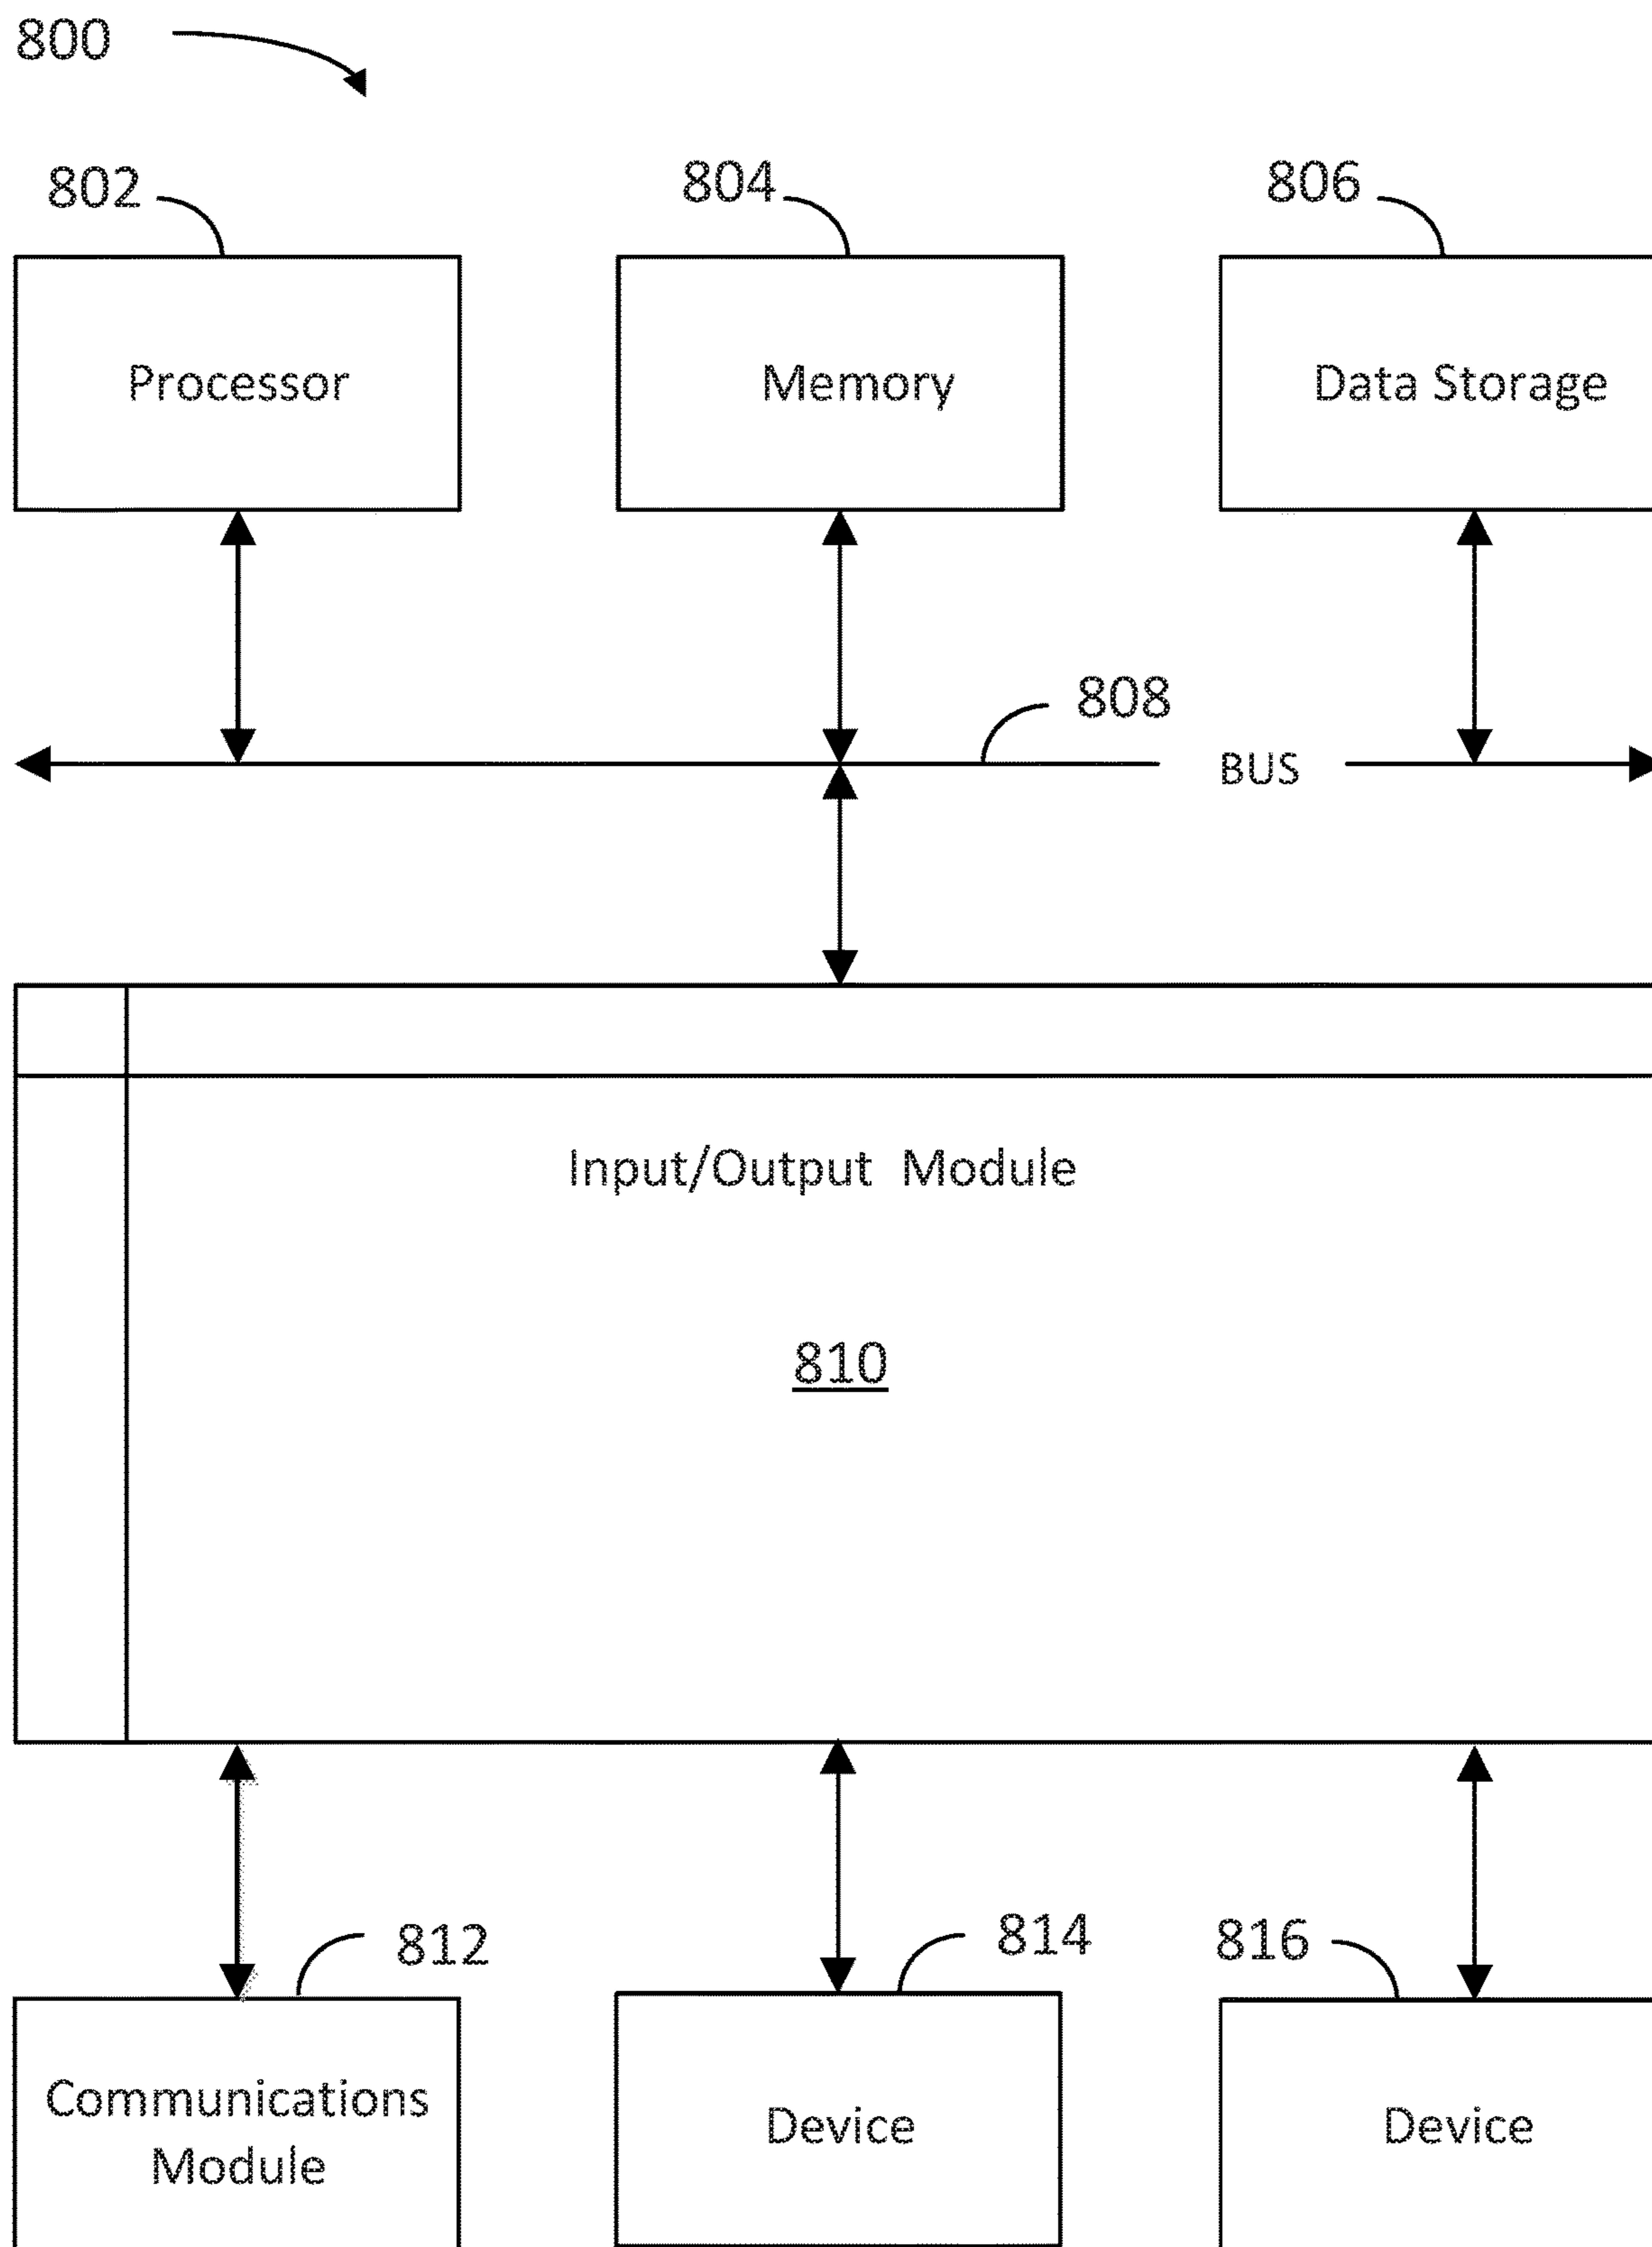 800
802
804
806
Processor
Memory
Data Storage
808
BUS
Input/Output Module
810
812
814
816
Communications
Module
Device
Device